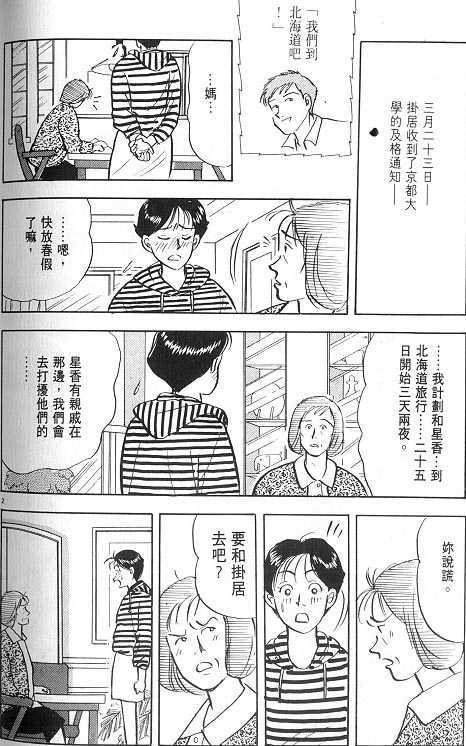 三月二十三日——
掛居收到了京都大
學的及格通知——
「我們到
北海道吧
！」
…媽…
……嗯，
快放春假
了嘛，
……我計劃和星香…到
北海道旅行……二十五
日開始三天兩夜。
星香有親戚在
那邊，我們會
去打擾他們的
……
妳說謊。
!!
要和掛居
去吧？